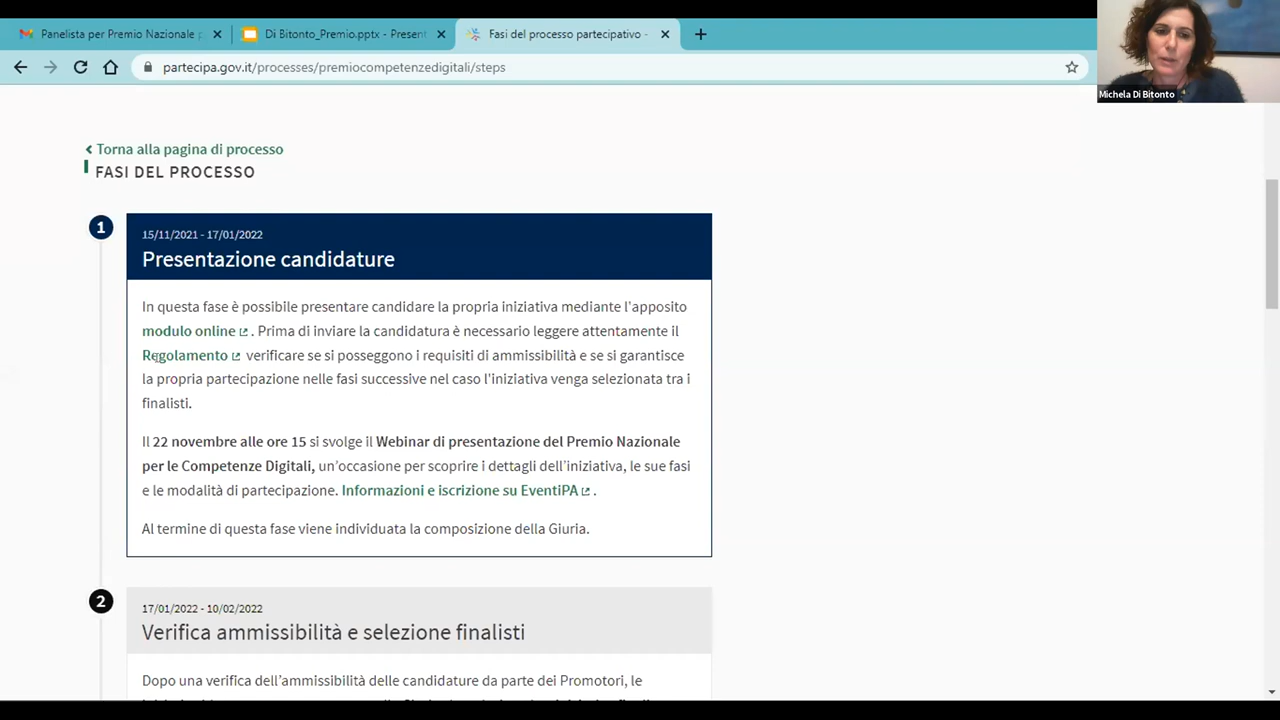 Panelista per Premio Nazionale
Di Bitonto_Premio.pptx - Present
Fasi del processo partecipativo -
partecipa.gov.it/processes/premiocompetenzedigitali/steps
Michela Di Bitonto
Torna alla pagina di processo
FASI DEL PROCESSO
1
15/11/2021 - 17/01/2022
Presentazione candidature
In questa fase è possibile presentare candidare la propria iniziativa mediante l'apposito
modulo online . Prima di inviare la candidatura è necessario leggere attentamente il
Regolamento verificare se si posseggono i requisiti di ammissibilità e se si garantisce
la propria partecipazione nelle fasi successive nel caso l'iniziativa venga selezionata tra i
finalisti.
Il 22 novembre alle ore 15 si svolge il Webinar di presentazione del Premio Nazionale
per le Competenze Digitali, un'occasione per scoprire i dettagli dell'iniziativa, le sue fasi
e le modalità di partecipazione. Informazioni e iscrizione su EventiPA .
Al termine di questa fase viene individuata la composizione della Giuria.
2
17/01/2022 - 10/02/2022
Verifica ammissibilità e selezione finalisti
Dopo una verifica dell'ammissibilità delle candidature da parte dei Promotori, le